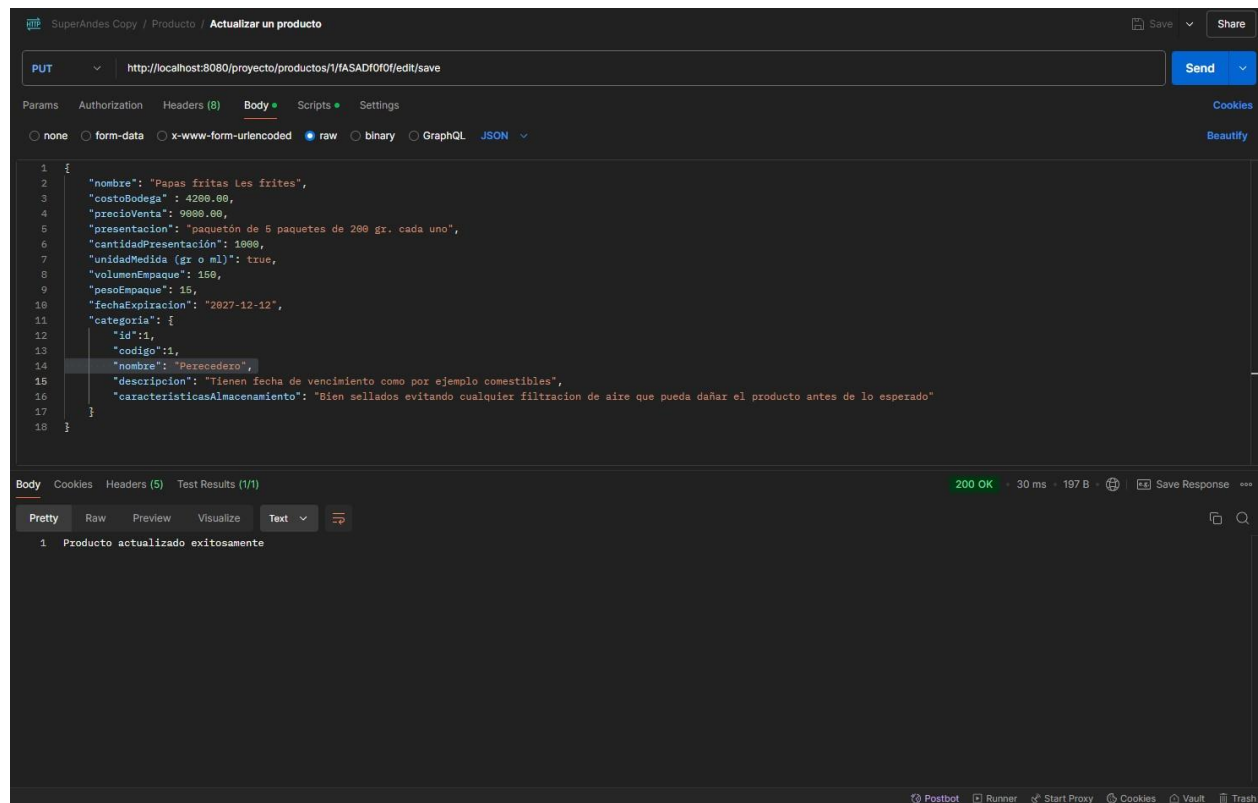 HTTP SuperAndes Copy / Producto / Actualizar un producto Save Share
PUT http://localhost:8080/proyecto/productos/1/fASADf0f0f/edit/save Send
Params Authorization Headers (8) Body Scripts Settings Cookies
none form-data x-www-form-urlencoded raw binary GraphQL JSON Beautify
1 {
2 "nombre": "Papas fritas Les frites",
3 "costoBodega" : 4200.00,
4 "precioVenta": 9000.00,
5 "presentacion": "paquetón de 5 paquetes de 200 gr. cada uno",
6 "cantidadPresentación": 1000,
7 "unidadMedida (gr o ml)": true,
8 "volumenEmpaque": 150,
9 "pesoEmpaque": 15,
10 "fechaExpiracion": "2027-12-12",
11 "categoria": {
12 "id":1,
13 "codigo":1,
14 "nombre": "Perecedero",
15 "descripcion": "Tienen fecha de vencimiento como por ejemplo comestibles",
16 "caracteristicasAlmacenamiento": "Bien sellados evitando cualquier filtracion de aire que pueda dañar el producto antes de lo esperado"
17 }
18 }
Body Cookies Headers (5) Test Results (1/1) 200 OK 30 ms 197 B e.g. Save Response
Pretty Raw Preview Visualize Text
1 Producto actualizado exitosamente
Postbot Runner Start Proxy Cookies Vault Trash